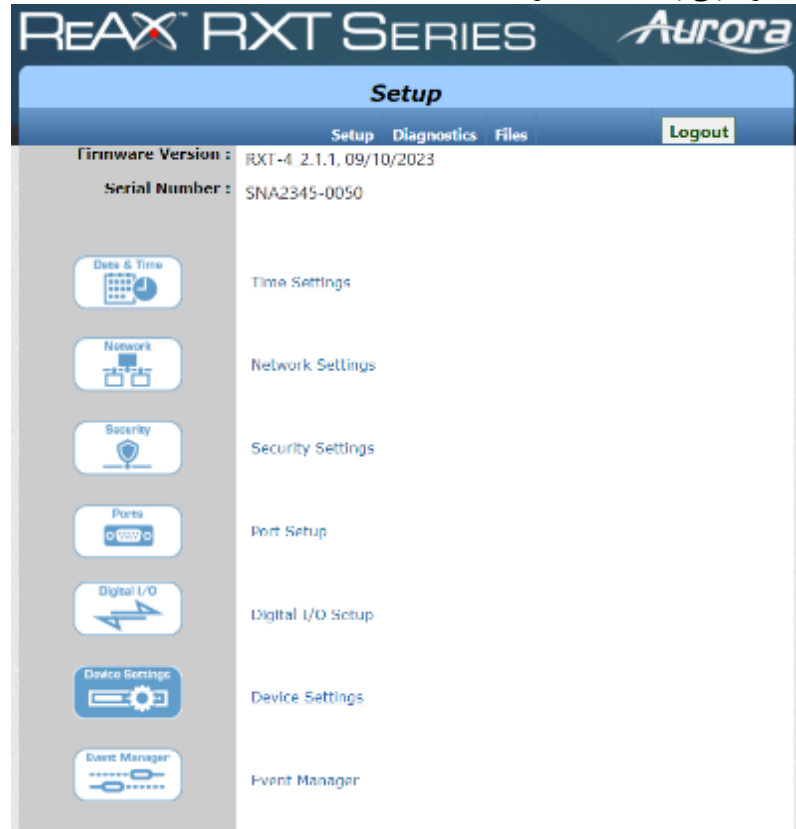 REAX™ RXT SERIES Aurora
Setup
Setup Diagnostics Files Logout
Firmware Version : RXT-4 2.1.1, 09/10/2023
Serial Number : SNA2345-0050
Date & Time
Time Settings
Network
Network Settings
Security
Security Settings
Ports
Port Setup
Digital I/O
Digital I/O Setup
Device Settings
Device Settings
Event Manager
Event Manager